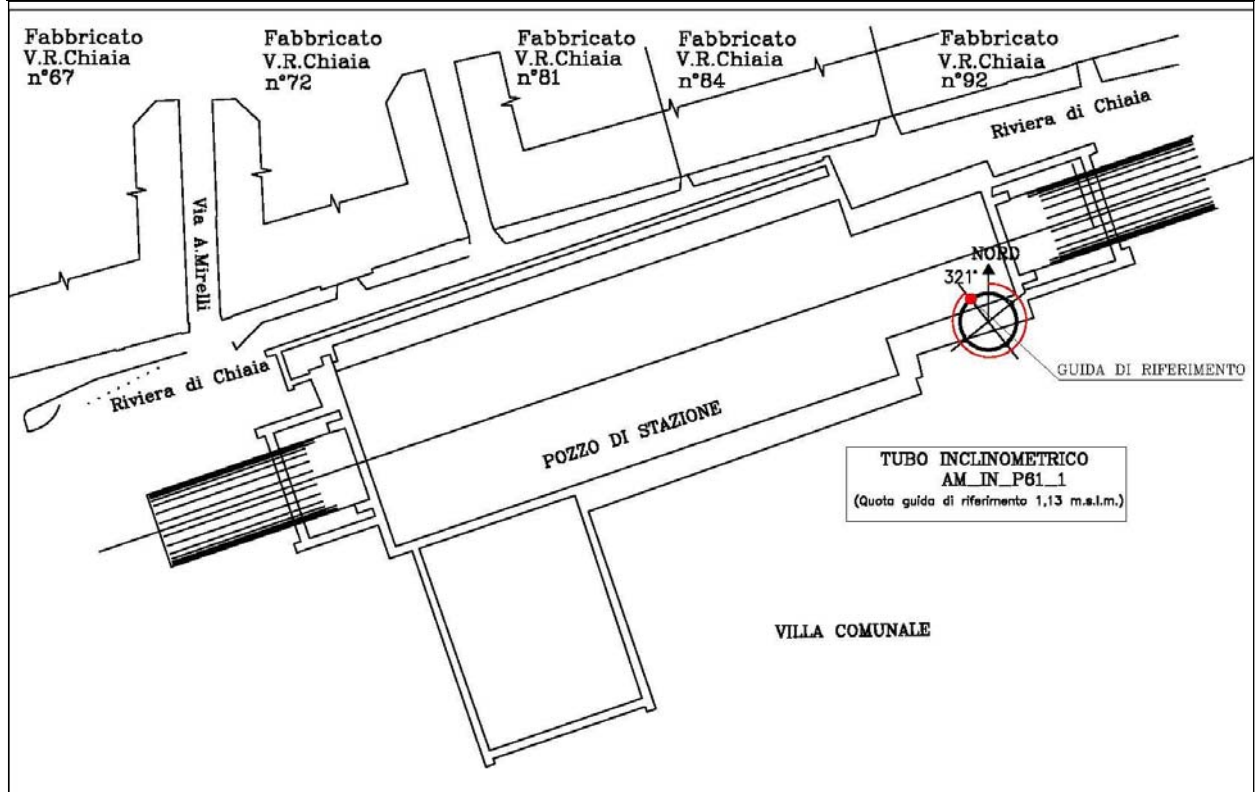 Fabbricato
V.R.Chiaia
n°67
Fabbricato
V.R.Chiaia
n°72
Fabbricato
V.R.Chiaia
n°81
Fabbricato
V.R.Chiaia
n°84
Fabbricato
V.R.Chiaia
n°92
Riviera di Chiaia
Via A.Mirelli
NORD
321°
GUIDA DI RIFERIMENTO
Riviera di Chiaia
POZZO DI STAZIONE
TUBO INCLINOMETRICO
AM_IN_P61_1
(Quota guida di riferimento 1,13 m.s.l.m.)
VILLA COMUNALE